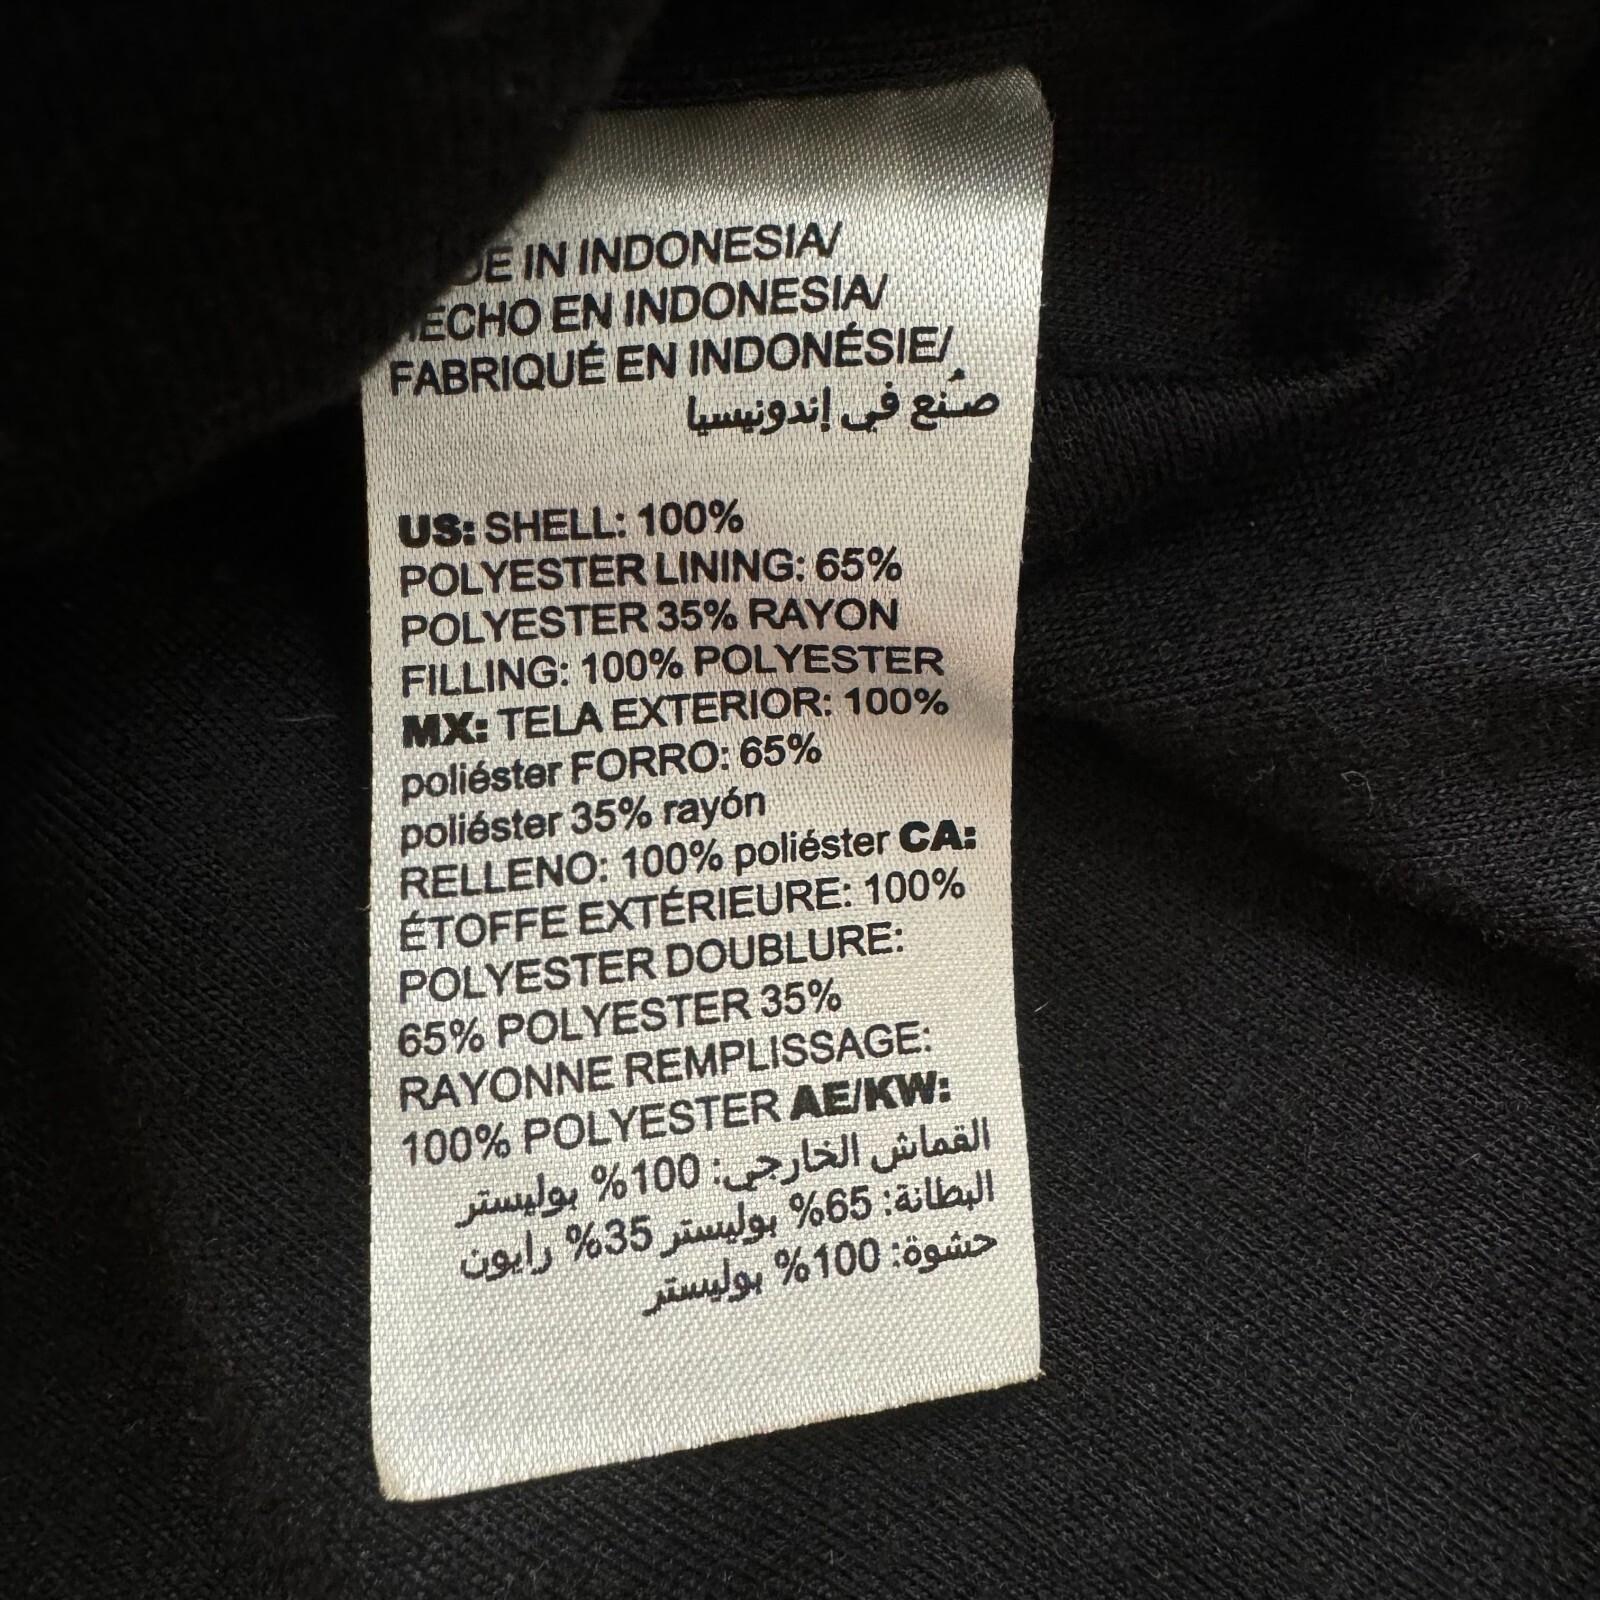 IN INDONESIA/
HECHO EN INDONESIA/
FABRIQUÉ EN INDONÉSIE/
صُنع في إندونيسيا
US: SHELL: 100%
POLYESTER LINING: 65%
POLYESTER 35% RAYON
FILLING: 100% POLYESTER
MX: TELA EXTERIOR: 100%
poliéster FORRO: 65%
poliéster 35% rayón
RELLENO: 100% poliéster CA:
ÉTOFFE EXTÉRIEURE: 100%
POLYESTER DOUBLURE:
65% POLYESTER 35%
RAYONNE REMPLISSAGE:
100% POLYESTER AE/KW:
القماش الخارجي: 100% بوليستر
البطانة: 65% بوليستر 35% رايون
حشوة: 100% بوليستر